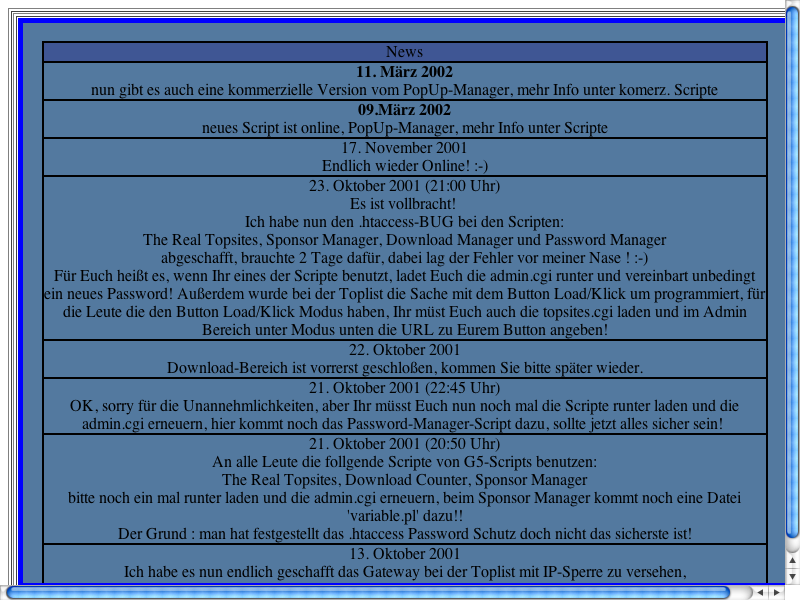 News
11. März 2002
nun gibt es auch eine kommerzielle Version vom PopUp-Manager, mehr Info unter komerz. Scripte
09.März 2002
neues Script ist online, PopUp-Manager, mehr Info unter Scripte
17. November 2001
Endlich wieder Online! :-)
23. Oktober 2001 (21:00 Uhr)
Es ist vollbracht!
Ich habe nun den .htaccess-BUG bei den Scripten:
The Real Topsites, Sponsor Manager, Download Manager und Password Manager
abgeschafft, brauchte 2 Tage dafür, dabei lag der Fehler vor meiner Nase ! :-)
Für Euch heißt es, wenn Ihr eines der Scripte benutzt, ladet Euch die admin.cgi runter und vereinbart unbedingt
ein neues Password! Außerdem wurde bei der Toplist die Sache mit dem Button Load/Klick um programmiert, für
die Leute die den Button Load/Klick Modus haben, Ihr müst Euch auch die topsites.cgi laden und im Admin
Bereich unter Modus unten die URL zu Eurem Button angeben!
22. Oktober 2001
Download-Bereich ist vorrerst geschloßen, kommen Sie bitte später wieder.
21. Oktober 2001 (22:45 Uhr)
OK, sorry für die Unannehmlichkeiten, aber Ihr müsst Euch nun noch mal die Scripte runter laden und die
admin.cgi erneuern, hier kommt noch das Password-Manager-Script dazu, sollte jetzt alles sicher sein!
21. Oktober 2001 (20:50 Uhr)
An alle Leute die follgende Scripte von G5-Scripts benutzen:
The Real Topsites, Download Counter, Sponsor Manager
bitte noch ein mal runter laden und die admin.cgi erneuern, beim Sponsor Manager kommt noch eine Datei
'variable.pl' dazu!!
Der Grund : man hat festgestellt das .htaccess Password Schutz doch nicht das sicherste ist!
13. Oktober 2001
Ich habe es nun endlich geschafft das Gateway bei der Toplist mit IP-Sperre zu versehen,